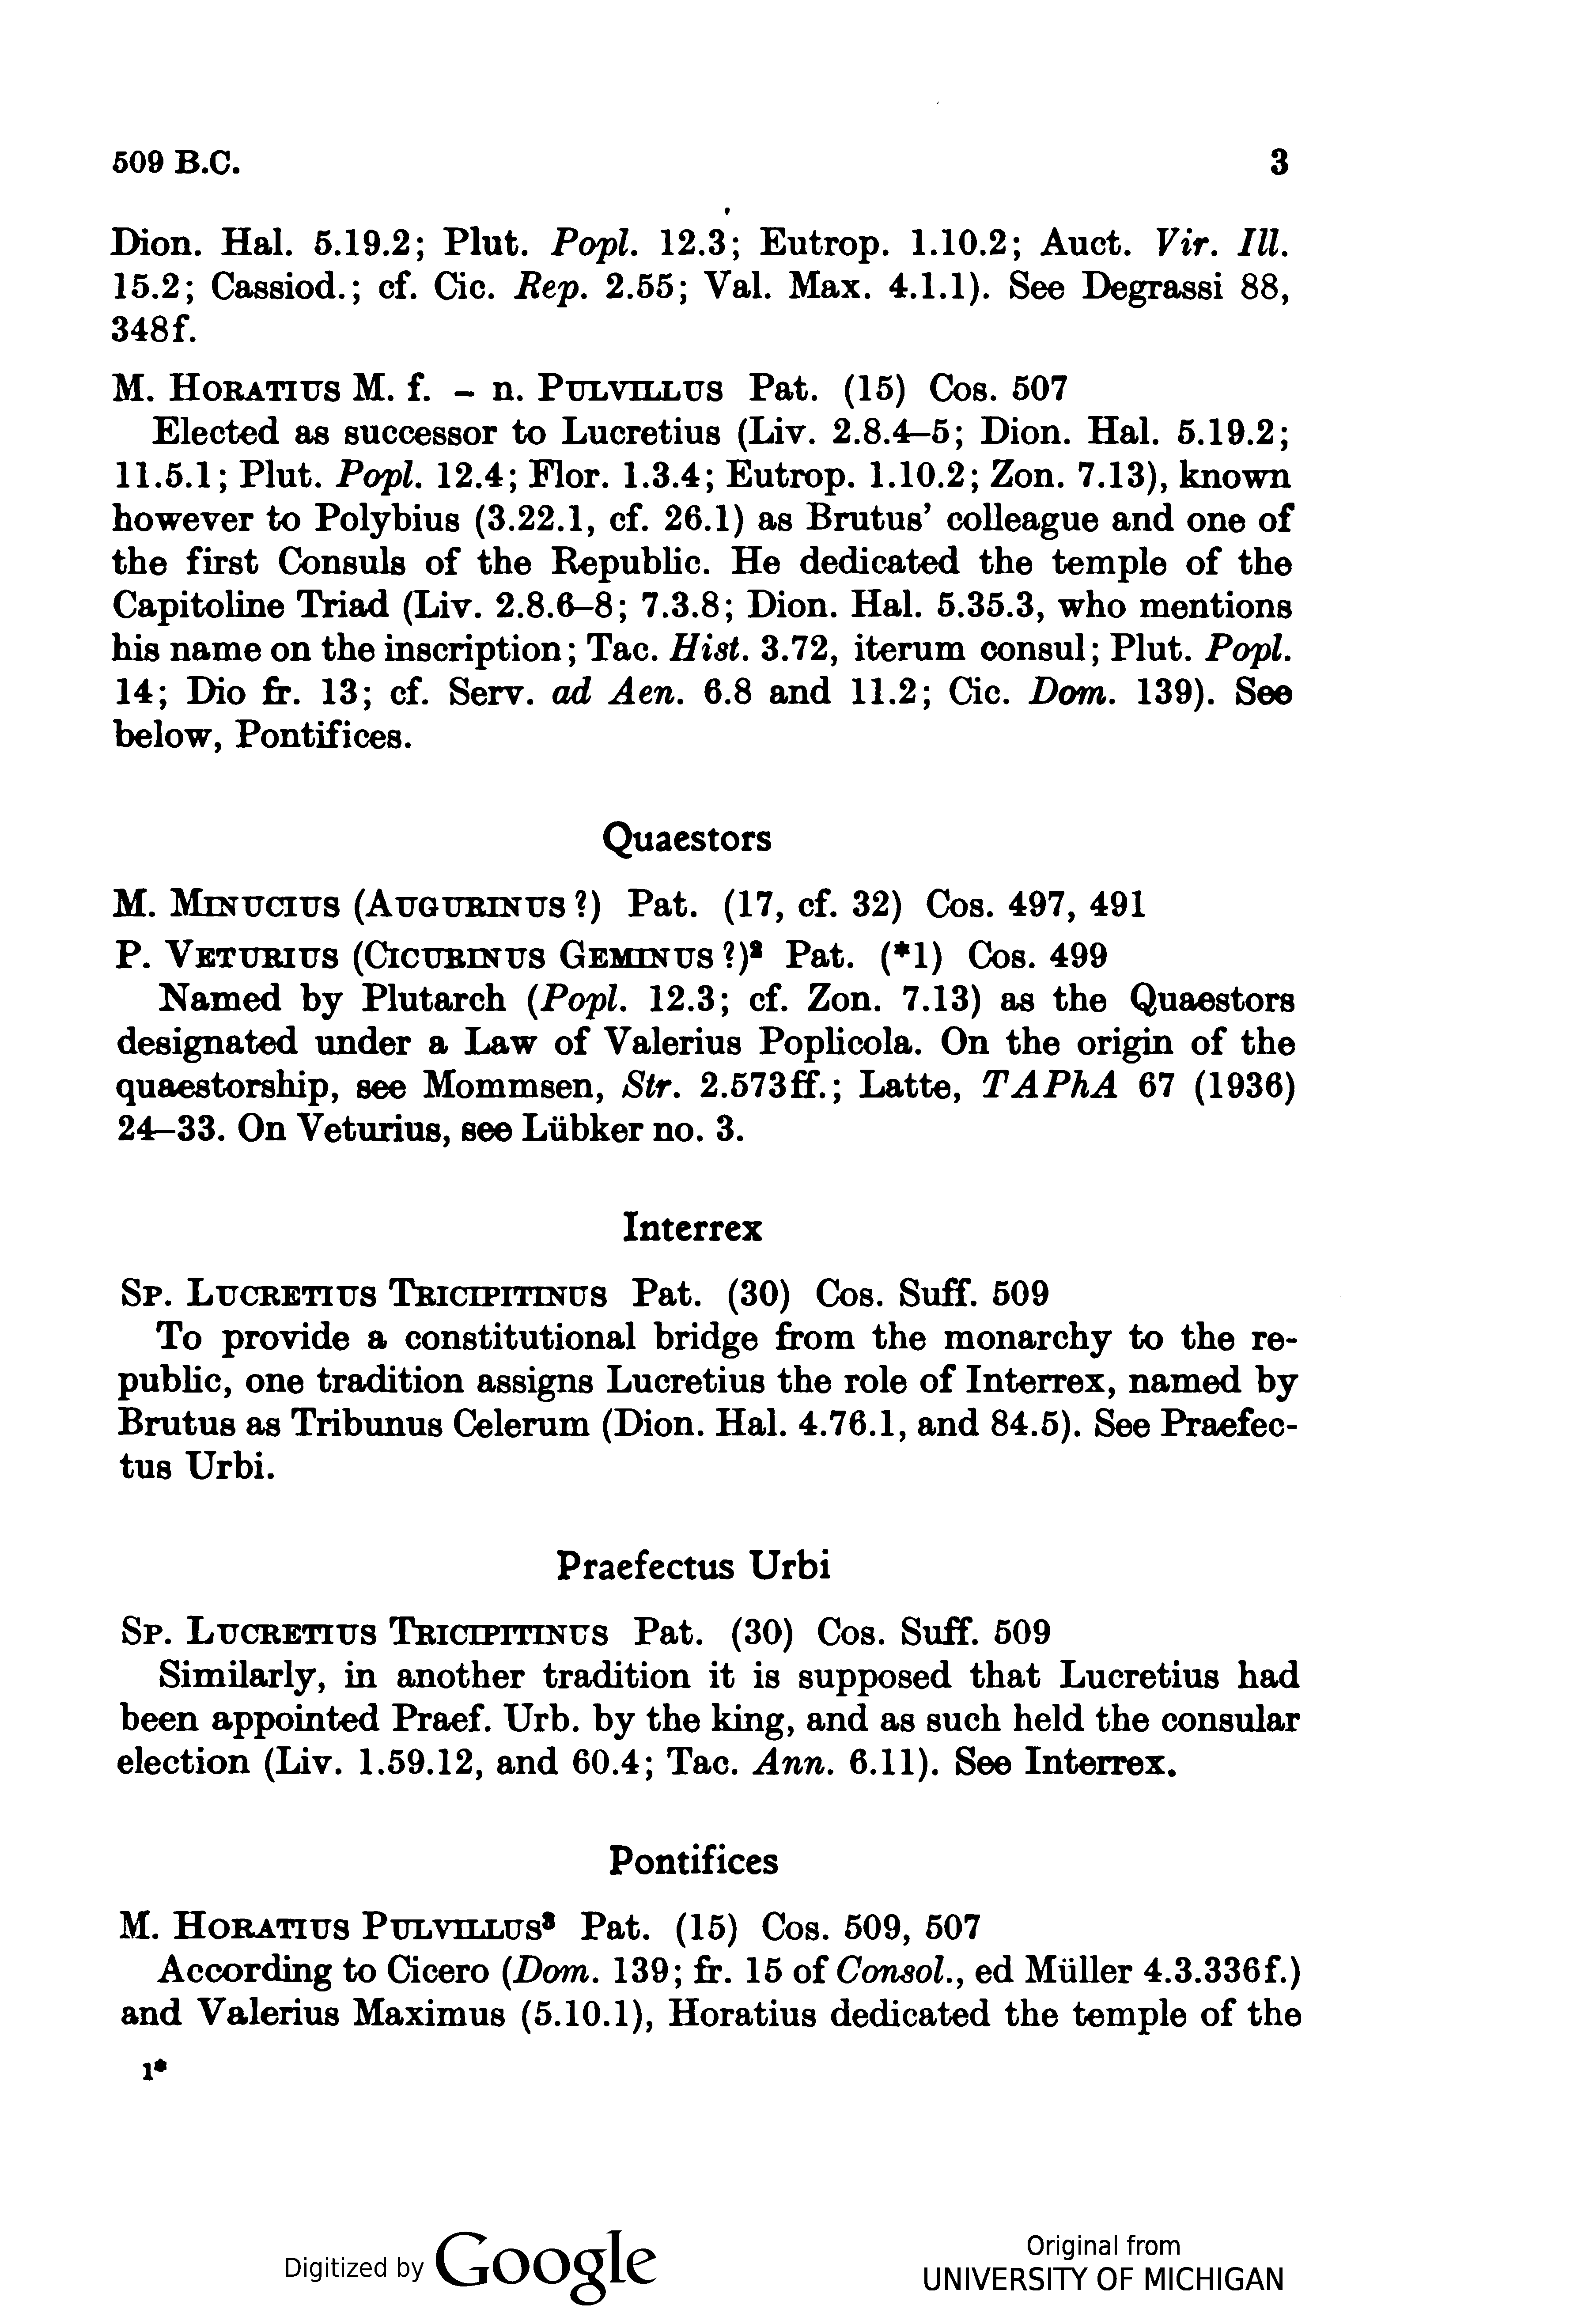 509 B.C. 3
Dion. Hal. 5.19.2; Plut. Popl. 12.3; Eutrop. 1.10.2; Auct. Vir. Ill.
15.2; Cassiod.; cf. Cic. Rep. 2.55; Val. Max. 4.1.1). See Degrassi 88,
348f.
M. HORATIUS M. f. – n. PULVILLUS Pat. (15) Cos. 507
Elected as successor to Lucretius (Liv. 2.8.4–5; Dion. Hal. 5.19.2;
11.5.1; Plut. Popl. 12.4; Flor. 1.3.4; Eutrop. 1.10.2; Zon. 7.13), known
however to Polybius (3.22.1, cf. 26.1) as Brutus’ colleague and one of
the first Consuls of the Republic. He dedicated the temple of the
Capitoline Triad (Liv. 2.8.6–8; 7.3.8; Dion. Hal. 5.35.3, who mentions
his name on the inscription; Tac. Hist. 3.72, iterum consul; Plut. Popl.
14; Dio fr. 13; cf. Serv. ad Aen. 6.8 and 11.2; Cic. Dom. 139). See
below, Pontifices.
Quaestors
M. MINUCIUS (AUGURINUS?) Pat. (17, cf. 32) Cos. 497, 491
P. VETURIUS (CICURINUS GEMINUS?)² Pat. (*1) Cos. 499
Named by Plutarch (Popl. 12.3; cf. Zon. 7.13) as the Quaestors
designated under a Law of Valerius Poplicola. On the origin of the
quaestorship, see Mommsen, Str. 2.573ff.; Latte, TAPhA 67 (1936)
24–33. On Veturius, see Lübker no. 3.
Interrex
SP. LUCRETIUS TRICIPITINUS Pat. (30) Cos. Suff. 509
To provide a constitutional bridge from the monarchy to the re-
public, one tradition assigns Lucretius the role of Interrex, named by
Brutus as Tribunus Celerum (Dion. Hal. 4.76.1, and 84.5). See Praefec-
tus Urbi.
Praefectus Urbi
SP. LUCRETIUS TRICIPITINUS Pat. (30) Cos. Suff. 509
Similarly, in another tradition it is supposed that Lucretius had
been appointed Praef. Urb. by the king, and as such held the consular
election (Liv. 1.59.12, and 60.4; Tac. Ann. 6.11). See Interrex.
Pontifices
M. HORATIUS PULVILLUS³ Pat. (15) Cos. 509, 507
According to Cicero (Dom. 139; fr. 15 of Consol., ed Müller 4.3.336f.)
and Valerius Maximus (5.10.1), Horatius dedicated the temple of the
1*
Digitized by Google
Original from
UNIVERSITY OF MICHIGAN